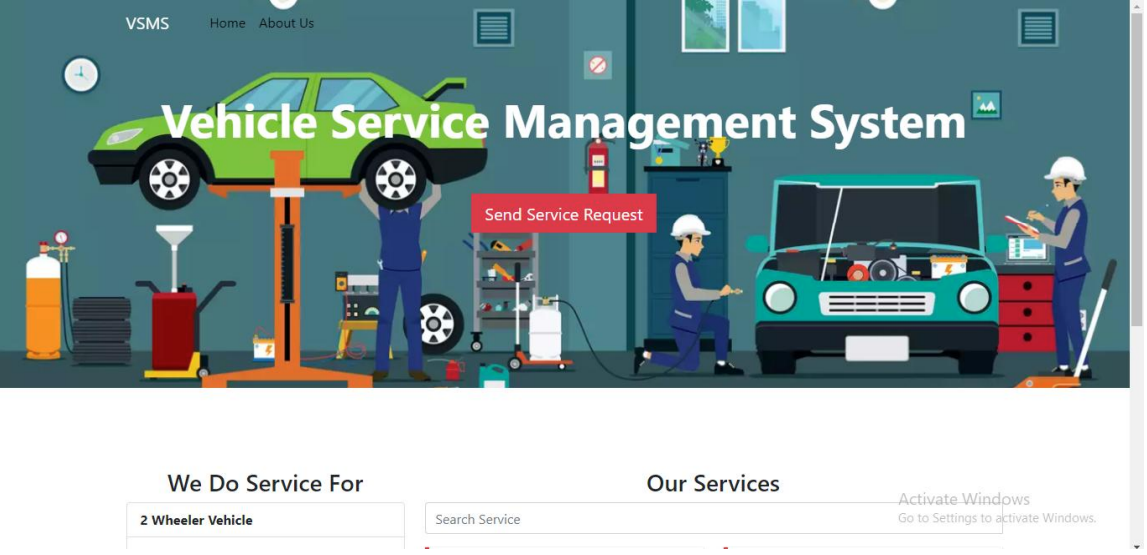 VSMS Home About Us
Vehicle Service Management System
Send Service Request
We Do Service For
2 Wheeler Vehicle
Our Services
Search Service
Activate Windows
Go to Settings to activate Windows.